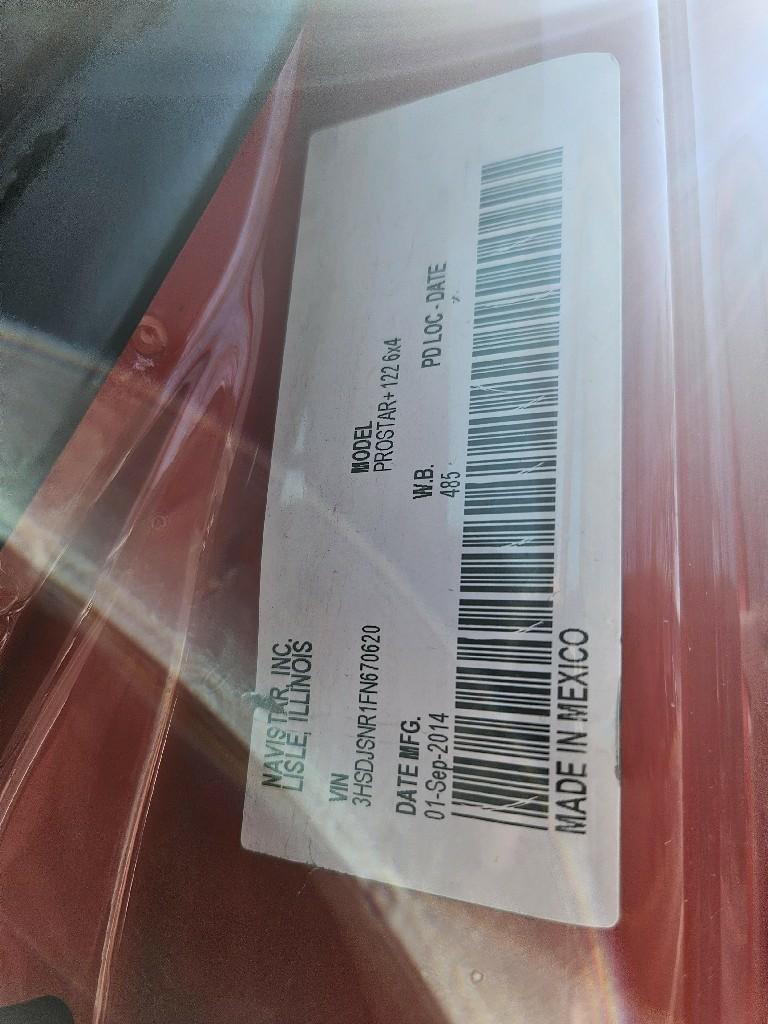 NAVISTAR, INC.
LISLE, ILLINOIS
VIN
3HSDJSNR1FN670620
MODEL
PROSTAR+ 122 6x4
DATE MFG.
01-Sep-2014
W.B.
485
PD LOC - DATE
MADE IN MEXICO